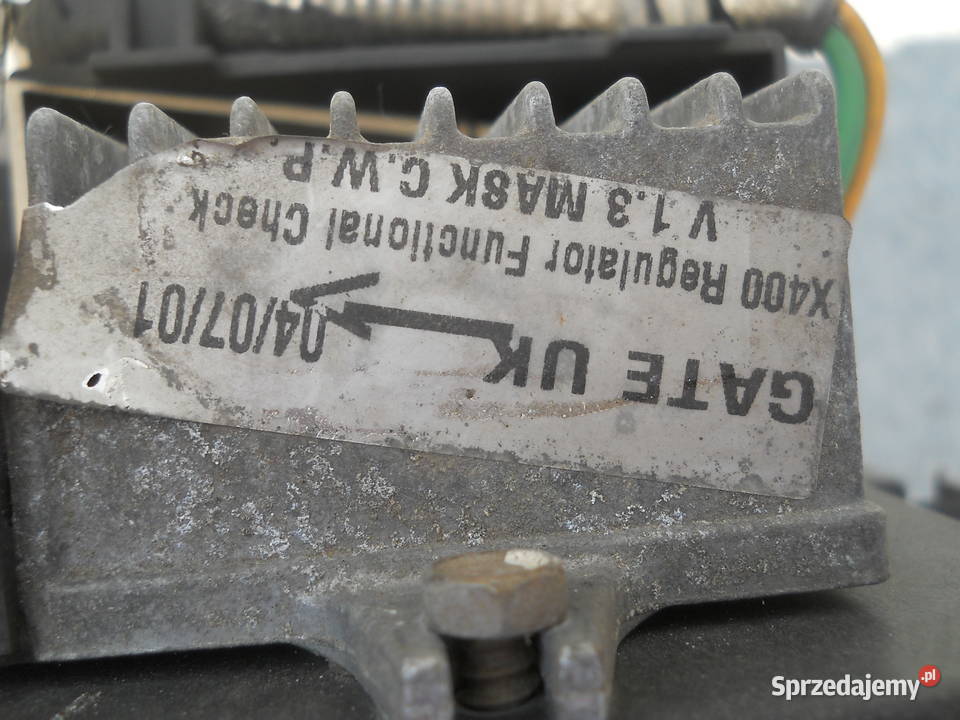 GATE UK 04/07/01
X400 Regulator Functional Check
V 1.3 MASK C.W.P
Sprzedajemy.pl